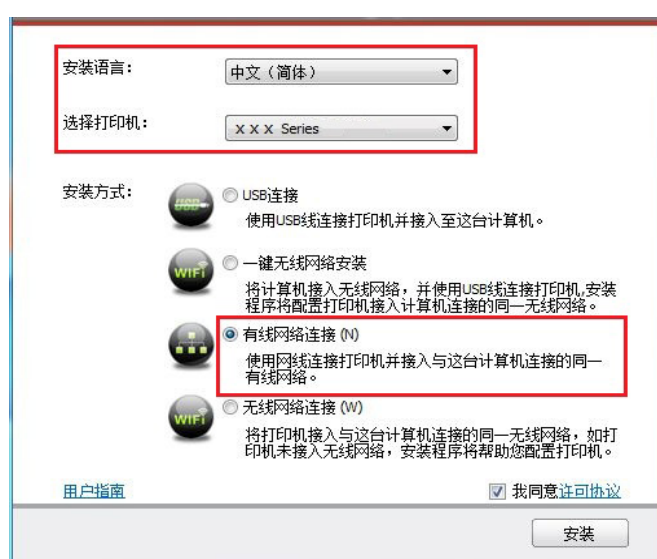 安装语言：
中文（简体）
选择打印机：
X X X Series
安装方式：
USB
USB连接
使用USB线连接打印机并接入至这台计算机。
WiFi
一键无线网络安装
将计算机接入无线网络，并使用USB线连接打印机,安装
程序将配置打印机接入计算机连接的同一无线网络。
有线网络连接 (N)
使用网线连接打印机并接入与这台计算机连接的同一
有线网络。
WiFi
无线网络连接 (W)
将打印机接入与这台计算机连接的同一无线网络，如打
印机未接入无线网络，安装程序将帮助您配置打印机。
用户指南
我同意许可协议
安装